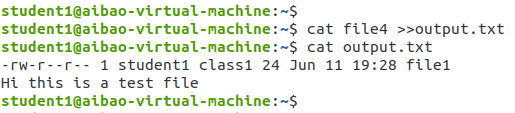 student1@aibao-virtual-machine:~$
student1@aibao-virtual-machine:~$ cat file4 >>output.txt
student1@aibao-virtual-machine:~$ cat output.txt
-rw-r--r-- 1 student1 class1 24 Jun 11 19:28 file1
Hi this is a test file
student1@aibao-virtual-machine:~$